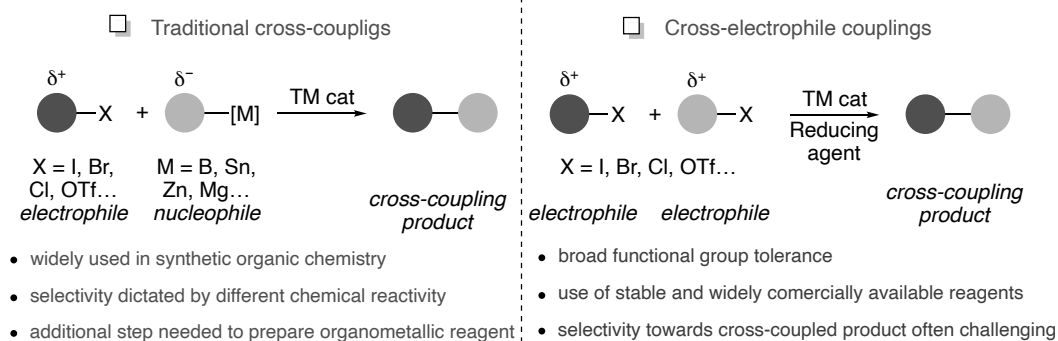 Traditional cross-coupligs
δ+ δ−
X + [M] TM cat
X = I, Br,
Cl, OTf...
electrophile
M = B, Sn,
Zn, Mg...
nucleophile
cross-coupling
product
• widely used in synthetic organic chemistry
• selectivity dictated by different chemical reactivity
• additional step needed to prepare organometallic reagent
Cross-electrophile couplings
δ+ δ+
X + X TM cat
Reducing
agent
X = I, Br, Cl, OTf...
electrophile electrophile
cross-coupling
product
• broad functional group tolerance
• use of stable and widely comercially available reagents
• selectivity towards cross-coupled product often challenging